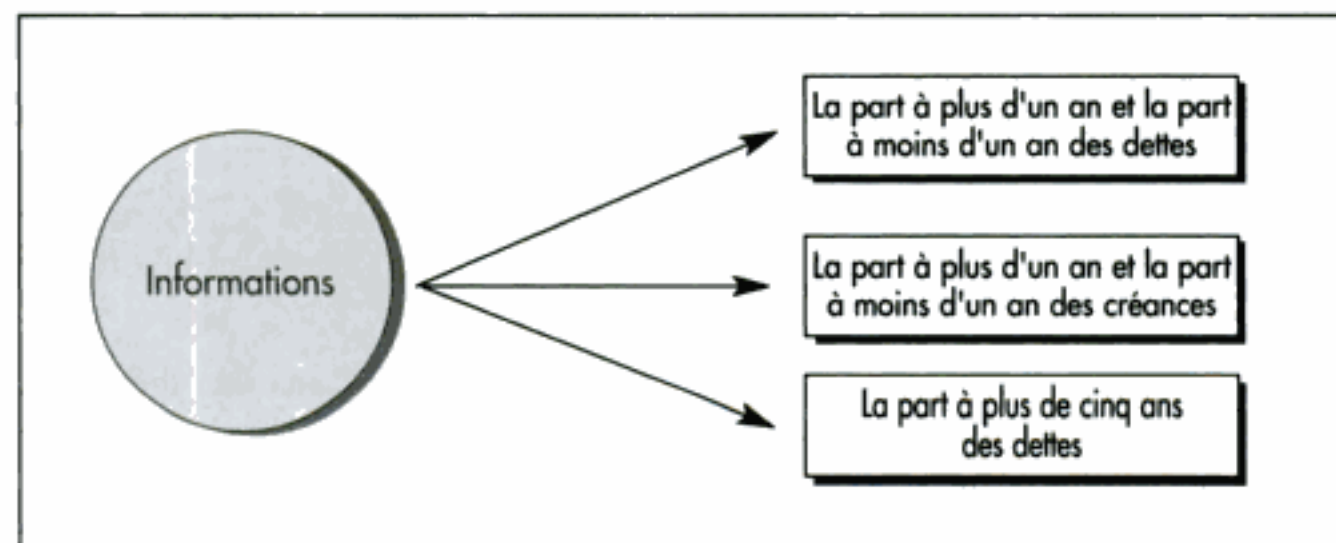 Informations
La part à plus d'un an et la part
à moins d'un an des dettes
La part à plus d'un an et la part
à moins d'un an des créances
La part à plus de cinq ans
des dettes